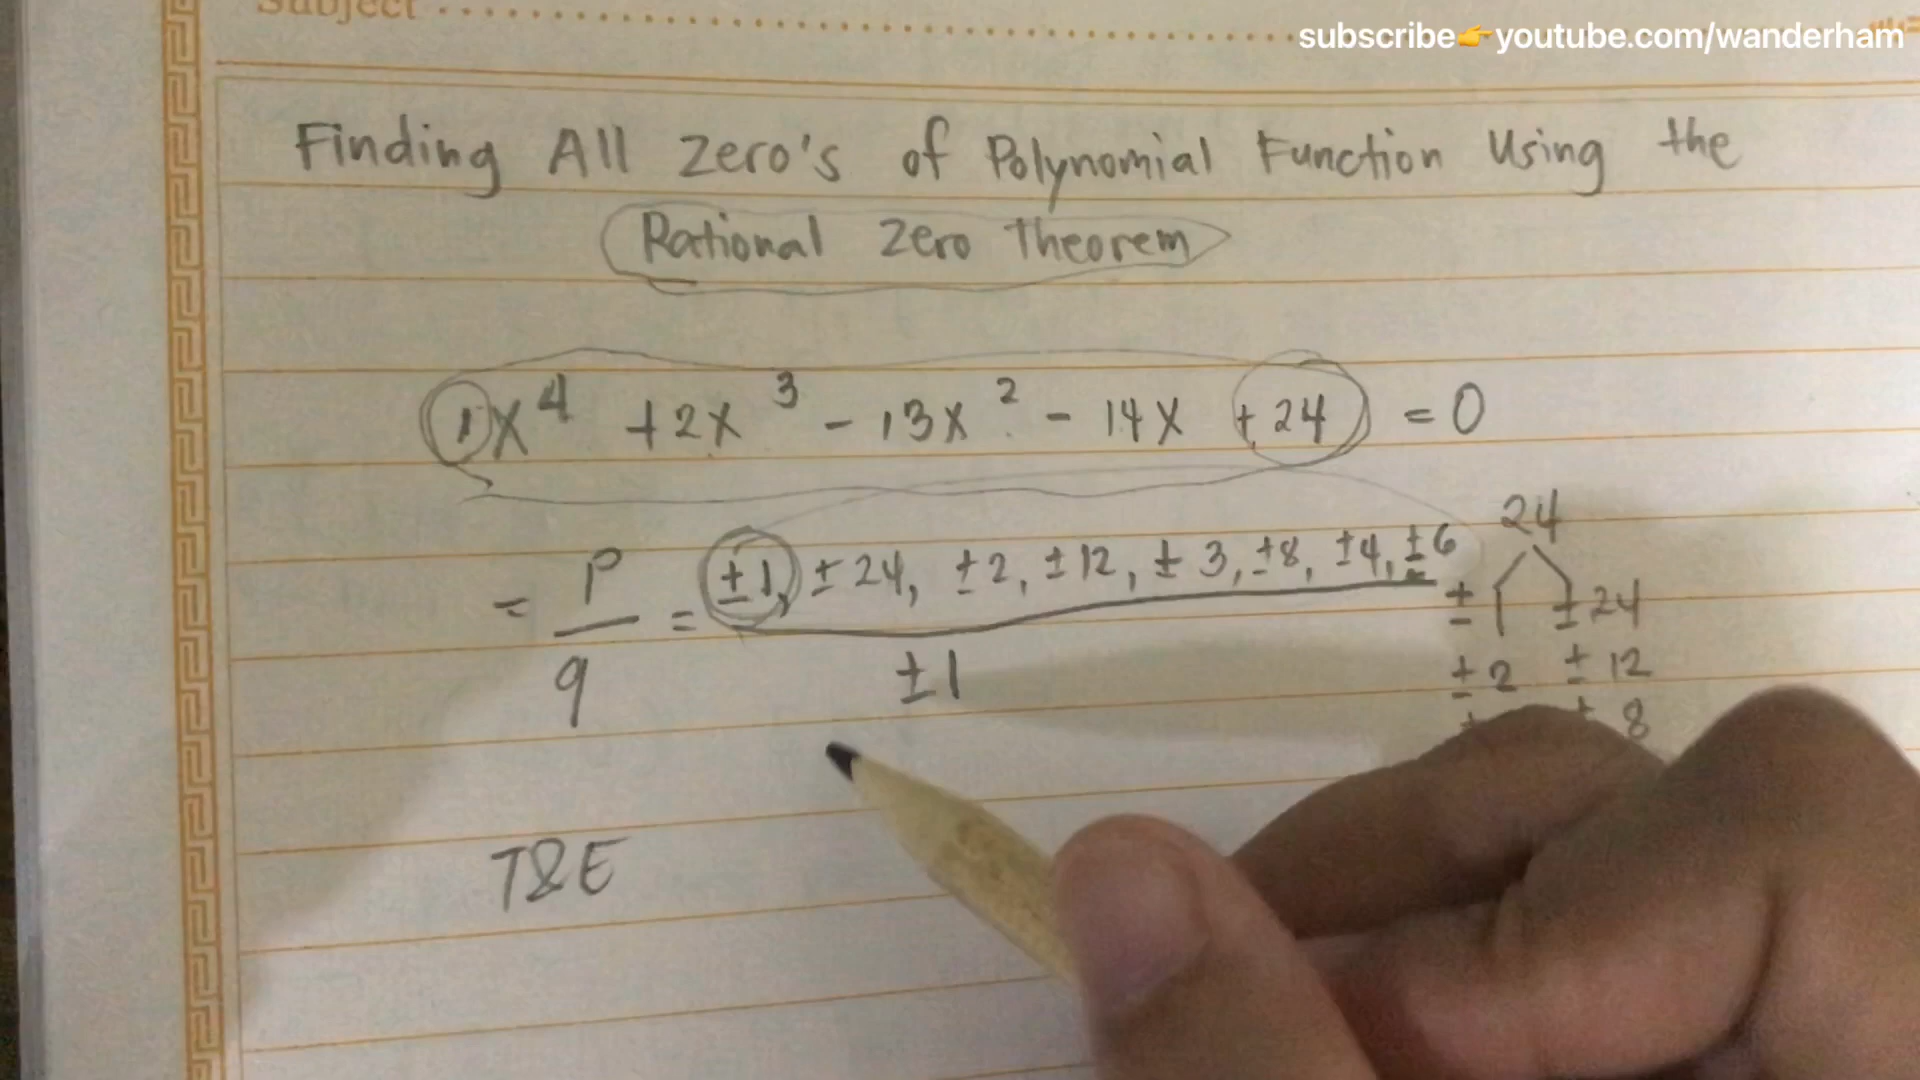 Subject
subscribe👉youtube.com/wanderham
Finding All Zero's of Polynomial Function Using the
Rational Zero Theorem
1x⁴ + 2x³ - 13x² - 14x + 24 = 0
= P/q = ±1, ±24, ±2, ±12, ±3, ±8, ±4, ±6 / ±1
24
±1 ±24
±2 ±12
± ± 8
T&E